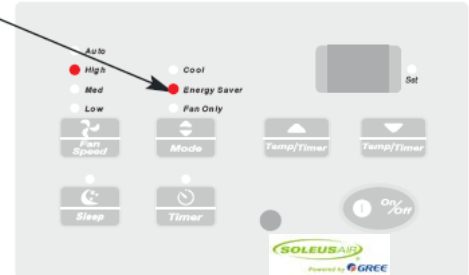 Auto
High
Med
Low
Cool
Energy Saver
Fan Only
Set
Fan
Speed
Mode
Temp/Timer
Temp/Timer
Sleep
Timer
On/Off
SOLEUSAIR
Powered by GREE